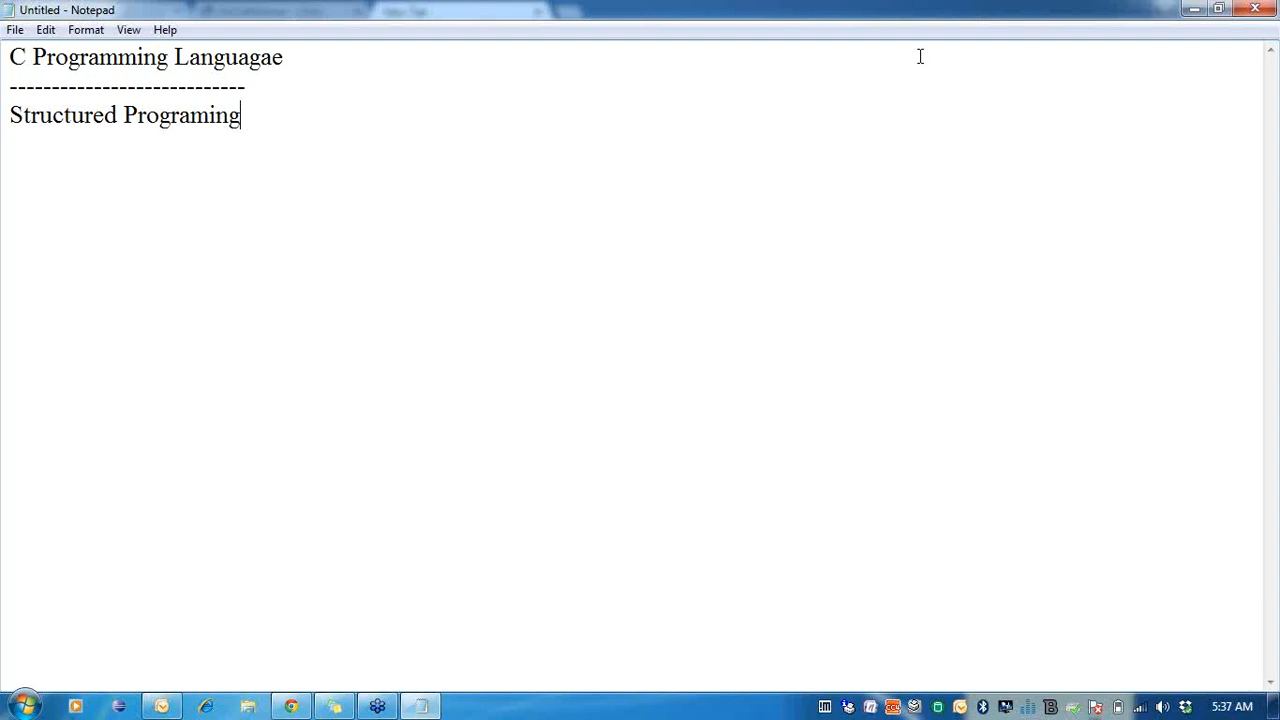 Untitled - Notepad
File Edit Format View Help
C Programming Languagae
----------------------------
Structured Programing
5:37 AM